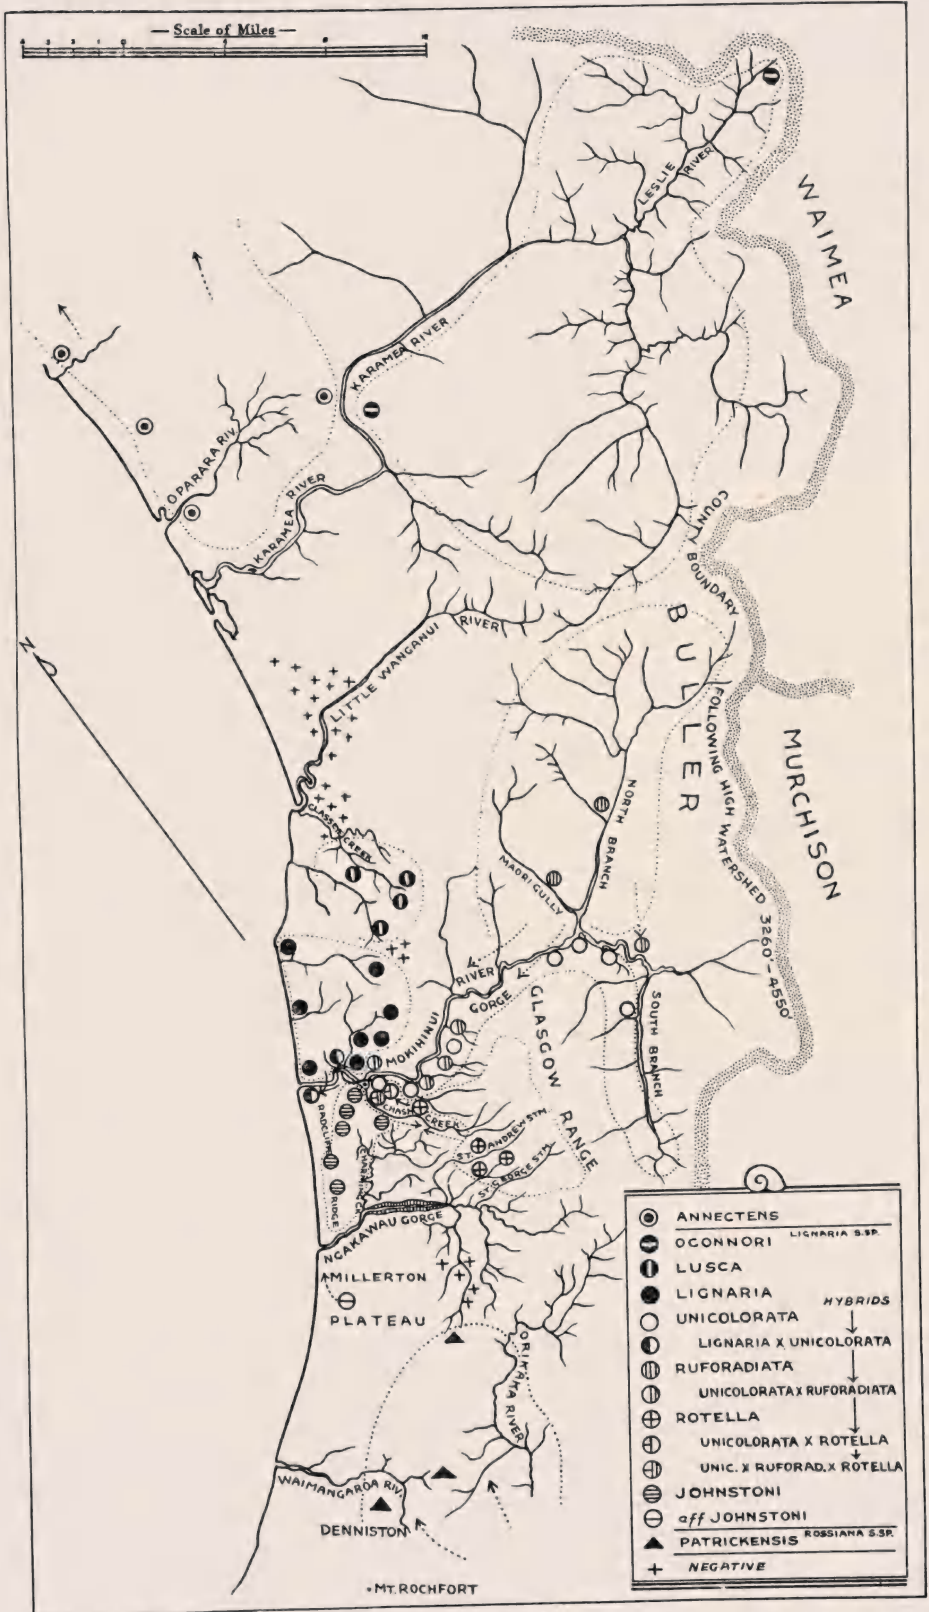 — Scale of Miles —
WAIMEA
LESLIE RIVER
KARAMEA RIVER
OPARARA RIV.
KARAMEA RIVER
COUNTY BOUNDARY
BULLER
FOLLOWING HIGH WATERSHED 3260'-4550'
N
LITTLE WANGANUI RIVER
MURCHISON
GLASSEN CREEK
NORTH BRANCH
MAORI GULLY
MOKIHINUI RIVER
GORGE
GLASGOW RANGE
SOUTH BRANCH
CHASM CREEK
RADCLIFF RIDGE
ST. ANDREW STM
ST. GEORGE STM
NGAKAWAU GORGE
MILLERTON
PLATEAU
ORIKAKA RIVER
WAIMANGAROA RIV.
DENNISTON
•MT. ROCHFORT
ANNECTENS
LIGNARIA S.SP.
OCONNORI
LUSCA
LIGNARIA
HYBRIDS
UNICOLORATA
LIGNARIA X UNICOLORATA
RUFORADIATA
UNICOLORATA X RUFORADIATA
ROTELLA
UNICOLORATA X ROTELLA
UNIC. X RUFORAD. X ROTELLA
JOHNSTONI
aff JOHNSTONI
PATRICKENSIS ROSSIANA S.SP.
+ NEGATIVE